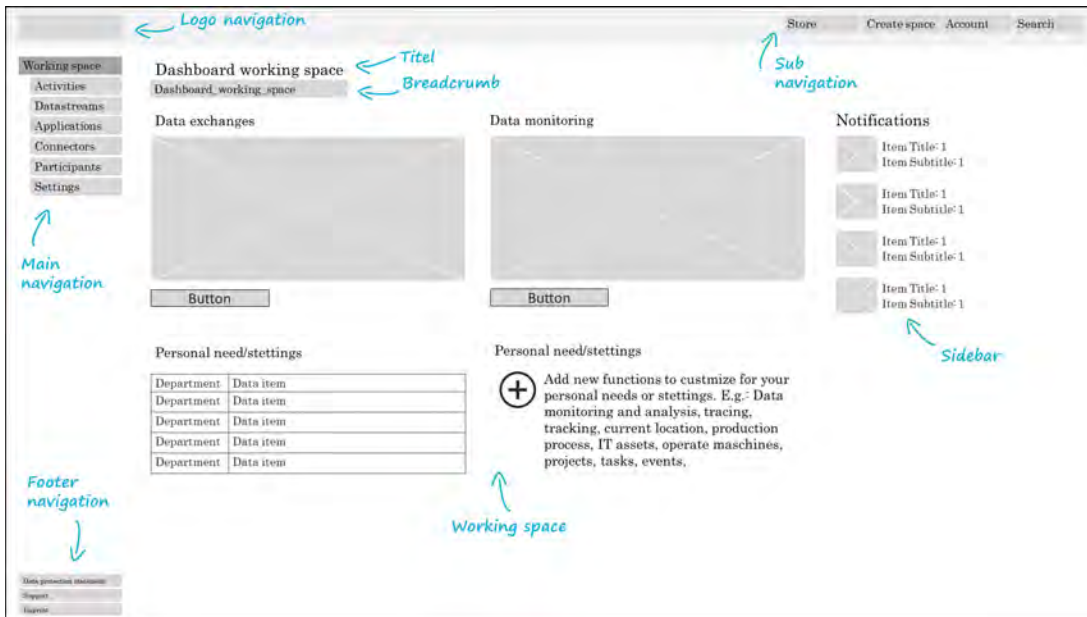 Logo navigation
Store
Create space
Account
Search
Sub
navigation
Working space
Activities
Datastreams
Applications
Connectors
Participants
Settings
Main
navigation
Dashboard working space
Titel
Dashboard_working_space
Breadcrumb
Data exchanges
Button
Data monitoring
Button
Notifications
Item Title: 1
Item Subtitle: 1
Item Title: 1
Item Subtitle: 1
Item Title: 1
Item Subtitle: 1
Item Title: 1
Item Subtitle: 1
Sidebar
Personal need/stettings
Department Data item
Department Data item
Department Data item
Department Data item
Department Data item
Personal need/stettings
Add new functions to custmize for your
personal needs or stettings. E.g.: Data
monitoring and analysis, tracing,
tracking, current location, production
process, IT assets, operate maschines,
projects, tasks, events,
Working space
Footer
navigation
Data protection statement
Support
Imprint